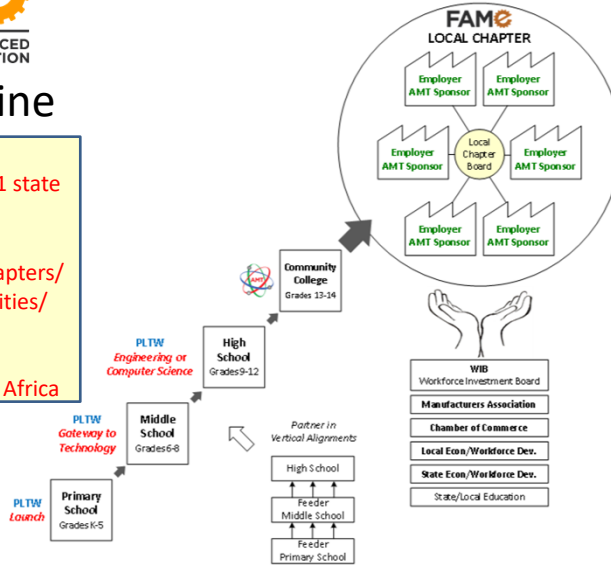 CED
TION
ine
1 state
apters/
ities/
Africa
FAMe
LOCAL CHAPTER
Employer
AMT Sponsor
Employer
AMT Sponsor
Employer
AMT Sponsor
Local
Chapter
Board
Employer
AMT Sponsor
Employer
AMT Sponsor
Employer
AMT Sponsor
AMT
Community
College
Grades 13-14
PLTW
Engineering or
Computer Science
High
School
Grades9-12
PLTW
Gateway to
Technology
Middle
School
Grades6-8
PLTW
Launch
Primary
School
Grades K-5
Partner in
Vertical Alignments
High School
Feeder
Middle School
Feeder
Primary School
WIB
Workforce Investment Board
Manufacturers Association
Chamber of Commerce
Local Econ/Workforce Dev.
State Econ/Workforce Dev.
State/Local Education